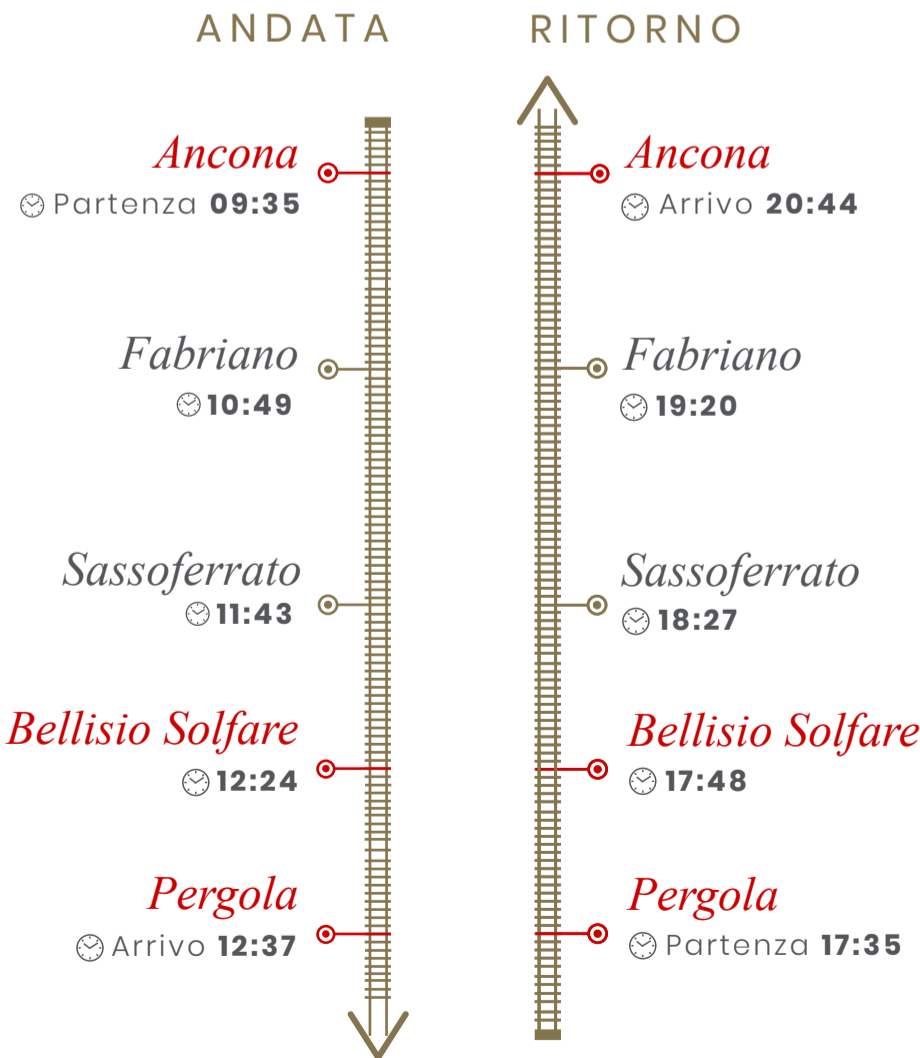 ANDATA
Ancona
Partenza 09:35
Fabriano
10:49
Sassoferrato
11:43
Bellisio Solfare
12:24
Pergola
Arrivo 12:37
RITORNO
Ancona
Arrivo 20:44
Fabriano
19:20
Sassoferrato
18:27
Bellisio Solfare
17:48
Pergola
Partenza 17:35